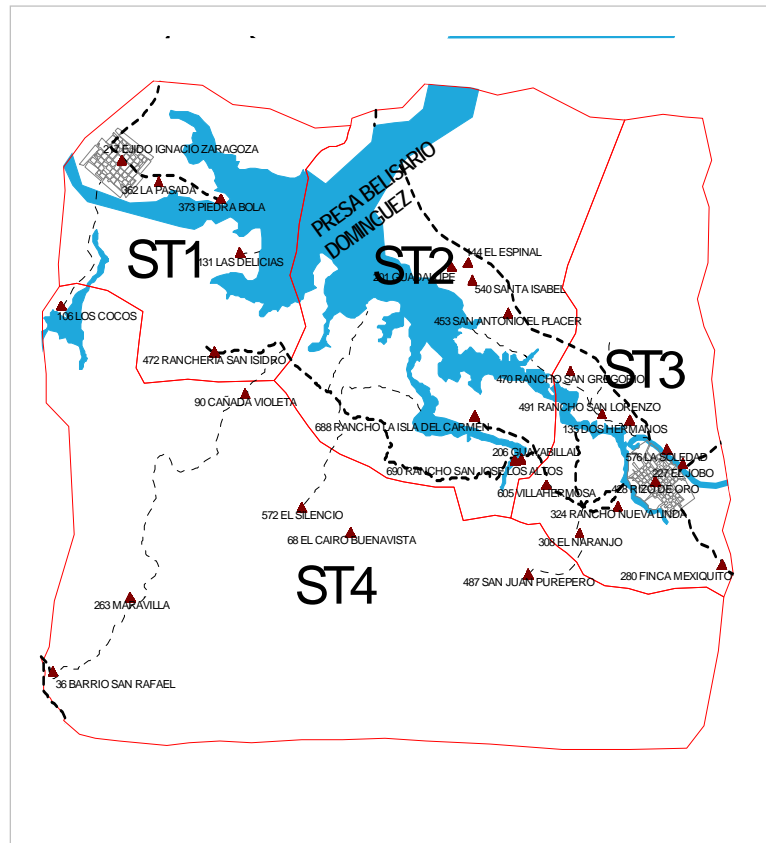 217 EJIDO IGNACIO ZARAGOZA
362 LA PASADA
373 PIEDRA BOLA
PRESA BELISARIO
DOMINGUEZ
ST1
131 LAS DELICIAS
ST2
144 EL ESPINAL
201 GUADALUPE
540 SANTA ISABEL
106 LOS COCOS
453 SAN ANTONIO EL PLACER
472 RANCHERIA SAN ISIDRO
ST3
470 RANCHO SAN GREGORIO
90 CAÑADA VIOLETA
491 RANCHO SAN LORENZO
688 RANCHO LA ISLA DEL CARMEN
135 DOS HERMANOS
206 GUAYABILLAL
576 LA SOLEDAD
690 RANCHO SAN JOSE LOS ALTOS
227 EL JOBO
605 VILLAHERMOSA
428 RIZO DE ORO
572 EL SILENCIO
324 RANCHO NUEVA LINDA
68 EL CAIRO BUENAVISTA
308 EL NARANJO
280 FINCA MEXIQUITO
ST4
487 SAN JUAN PUREPERO
263 MARAVILLA
36 BARRIO SAN RAFAEL